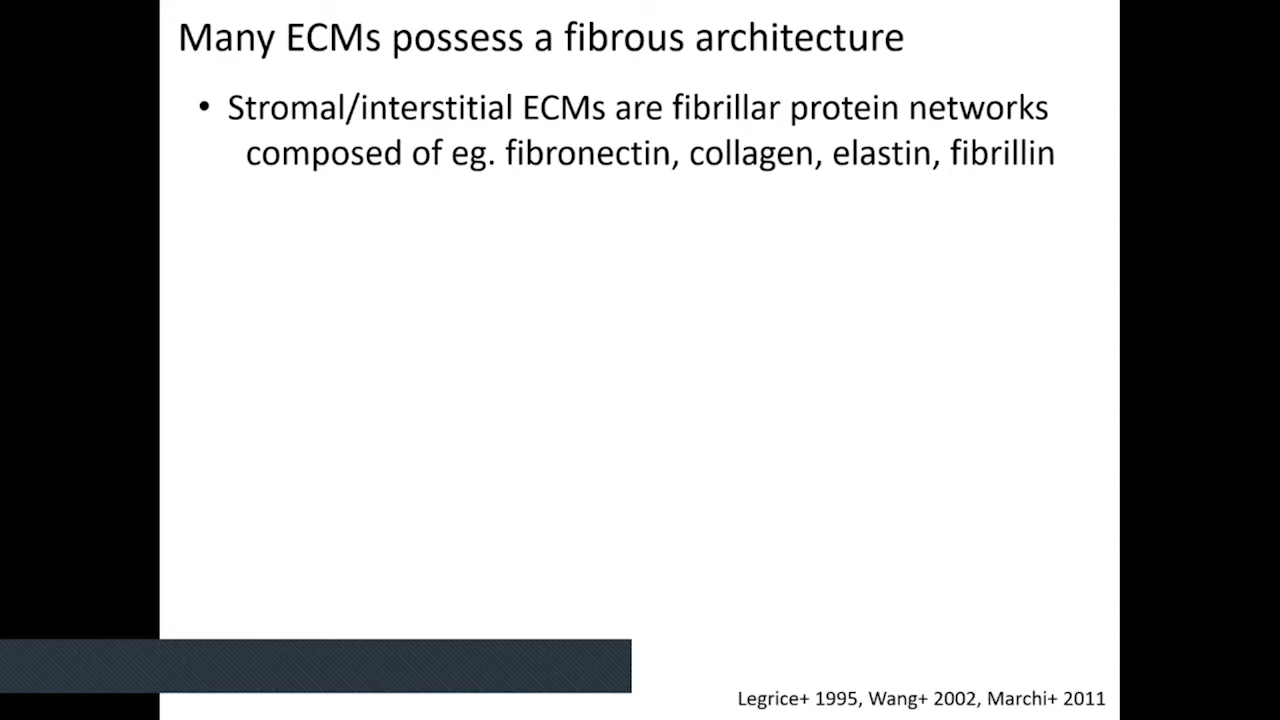 Many ECMs possess a fibrous architecture
• Stromal/interstitial ECMs are fibrillar protein networks
composed of eg. fibronectin, collagen, elastin, fibrillin
Legrice+ 1995, Wang+ 2002, Marchi+ 2011